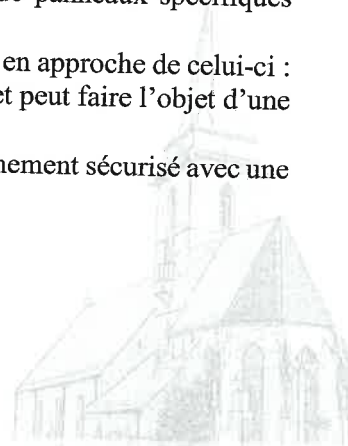 panneaux spécifiques
en approche de celui-ci :
et peut faire l'objet d'une
nement sécurisé avec une